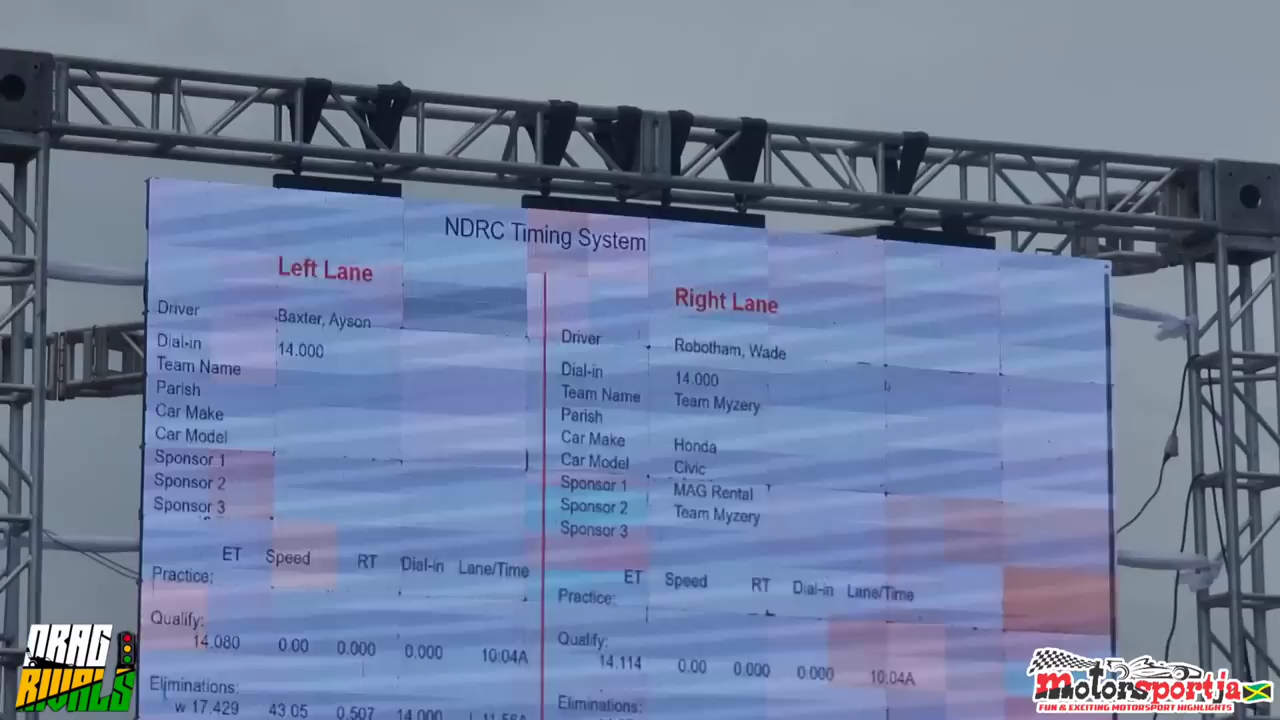 NDRC Timing System
Left Lane
Driver Baxter, Ayson
Dial-in 14.000
Team Name
Parish
Car Make
Car Model
Sponsor 1
Sponsor 2
Sponsor 3
ET Speed RT Dial-in Lane/Time
Practice:
Qualify:
14.080 0.00 0.000 0.000 10:04A
Eliminations:
w 17.429 43.05 0.507 14.000
Right Lane
Driver Robotham, Wade
Dial-in 14.000
Team Name Team Myzery
Parish
Car Make Honda
Car Model Civic
Sponsor 1 MAG Rental
Sponsor 2 Team Myzery
Sponsor 3
ET Speed RT Dial-in Lane/Time
Practice:
Qualify:
14.114 0.00 0.000 0.000 10.04A
Eliminations:
DRAG
RIVALS
motorsportja
FUN & EXCITING MOTORSPORT HIGHLIGHTS